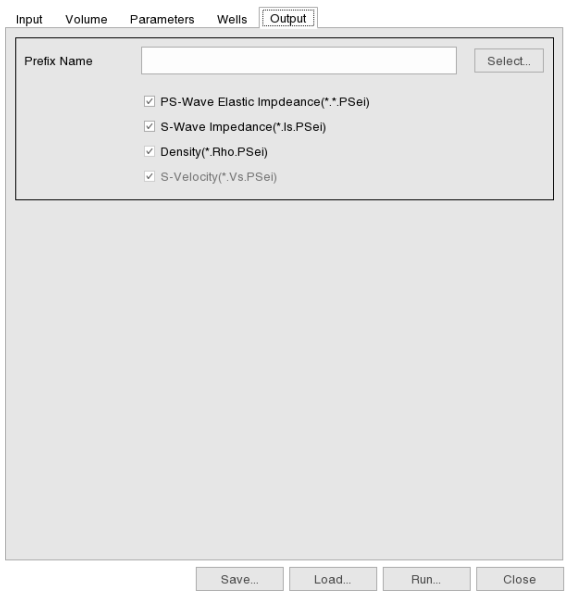 Input Volume Parameters Wells Output
Prefix Name Select...
PS-Wave Elastic Impdeance(*.*.PSei)
S-Wave Impedance(*.Is.PSei)
Density(*.Rho.PSei)
S-Velocity(*.Vs.PSei)
Save... Load... Run... Close